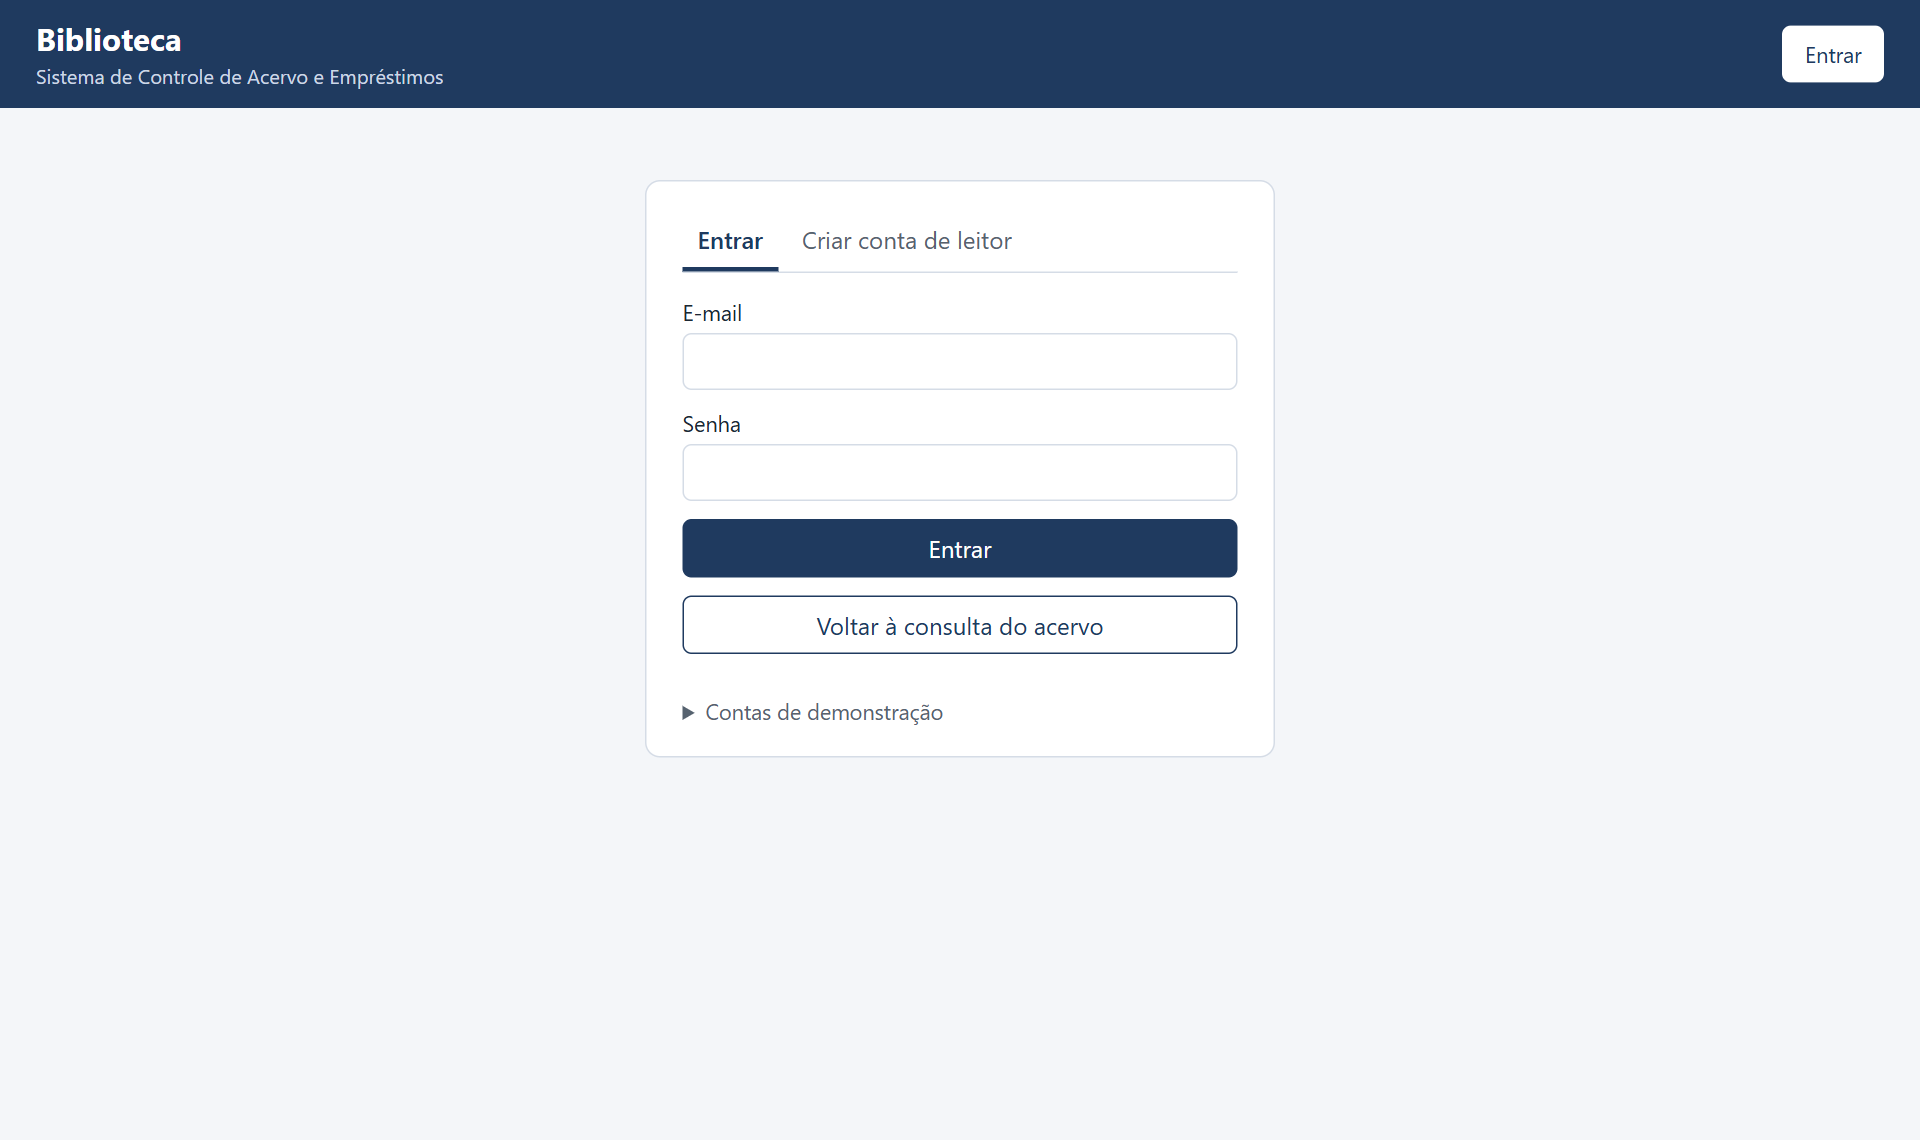 Biblioteca
Sistema de Controle de Acervo e Empréstimos
Entrar
Entrar
Criar conta de leitor
E-mail
Senha
Entrar
Voltar à consulta do acervo
Contas de demonstração